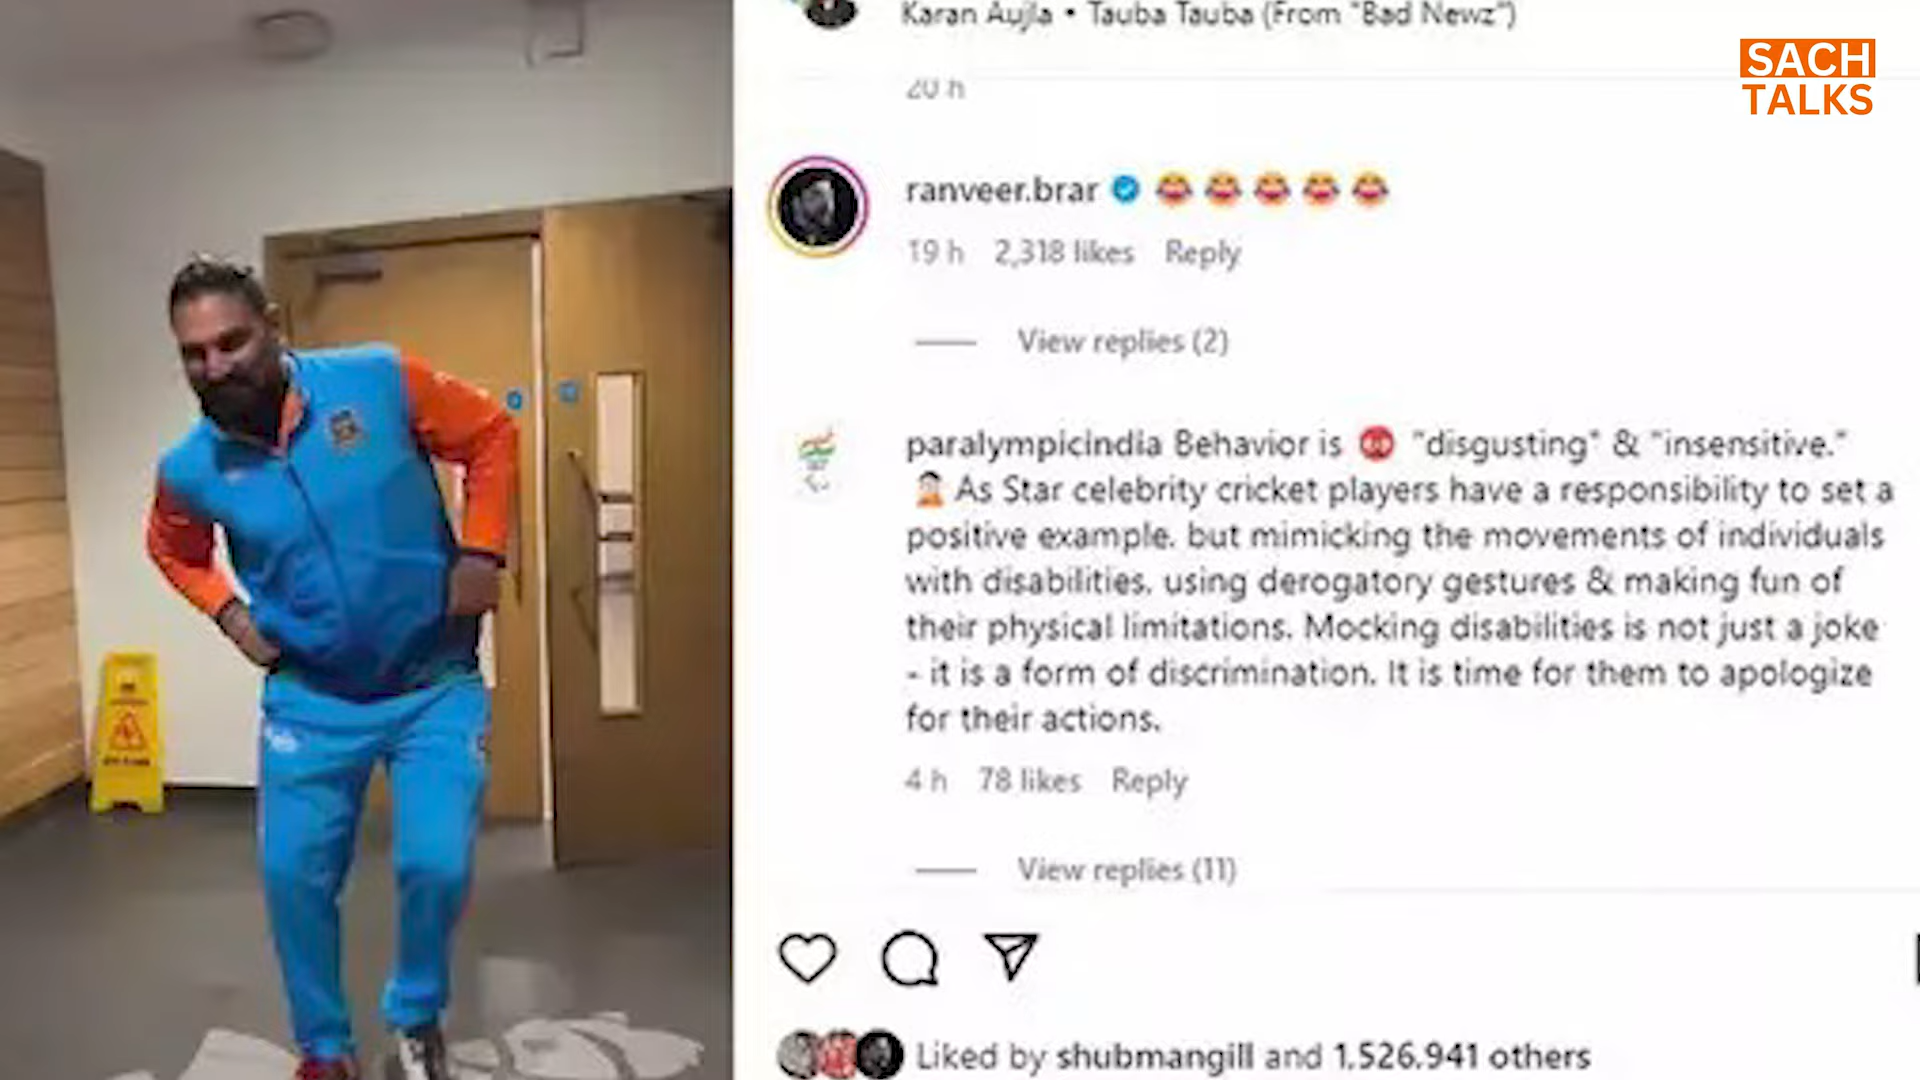 Karan Aujla • Tauba Tauba (From "Bad Newz")
SACH
TALKS
20 h
ranveer.brar 😂😂😂😂😂
19 h 2,318 likes Reply
View replies (2)
paralympicindia Behavior is "disgusting" & "insensitive."
As Star celebrity cricket players have a responsibility to set a
positive example. but mimicking the movements of individuals
with disabilities. using derogatory gestures & making fun of
their physical limitations. Mocking disabilities is not just a joke
- it is a form of discrimination. It is time for them to apologize
for their actions.
4 h 78 likes Reply
View replies (11)
Liked by shubmangill and 1,526,941 others